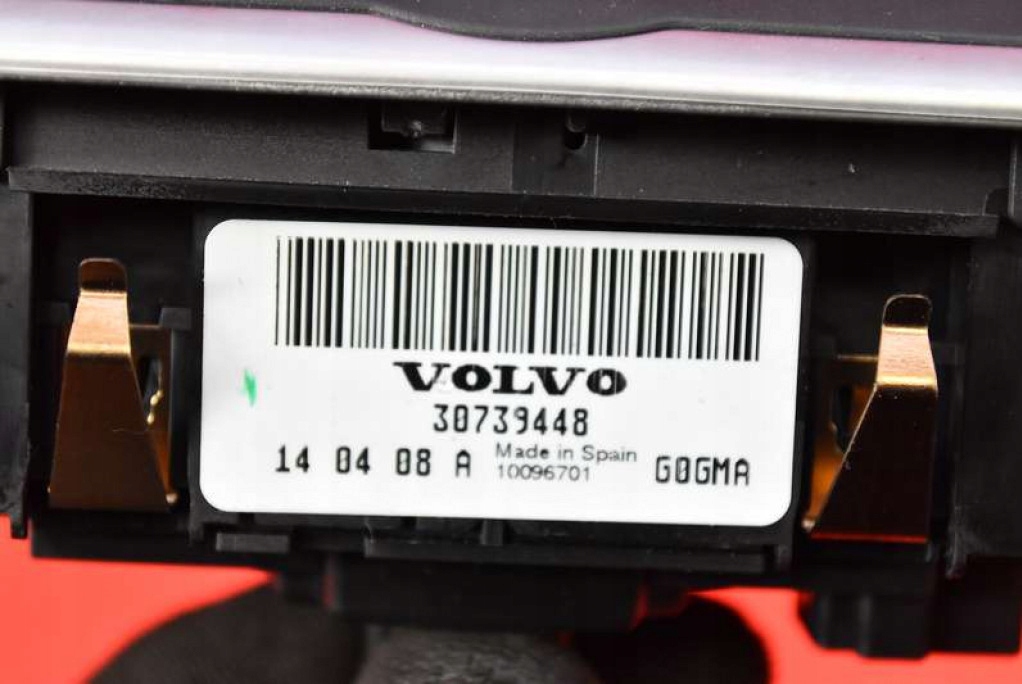 VOLVO
30739448
14 04 08 A Made in Spain G0GMA
10096701